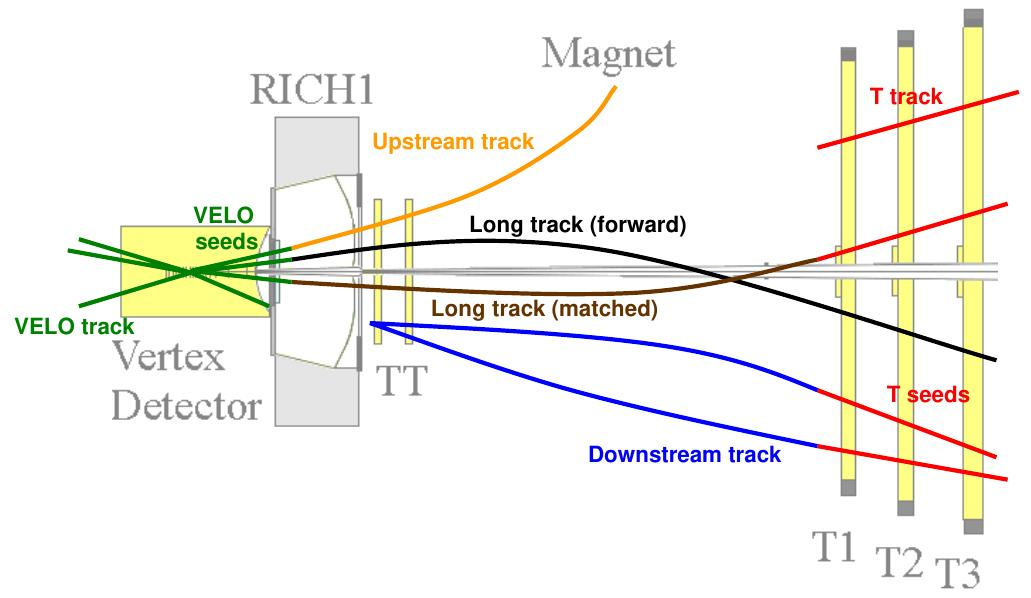 Magnet
RICH1
T track
Upstream track
VELO
seeds
Long track (forward)
Long track (matched)
VELO track
Vertex
Detector
TT
T seeds
Downstream track
T1
T2
T3